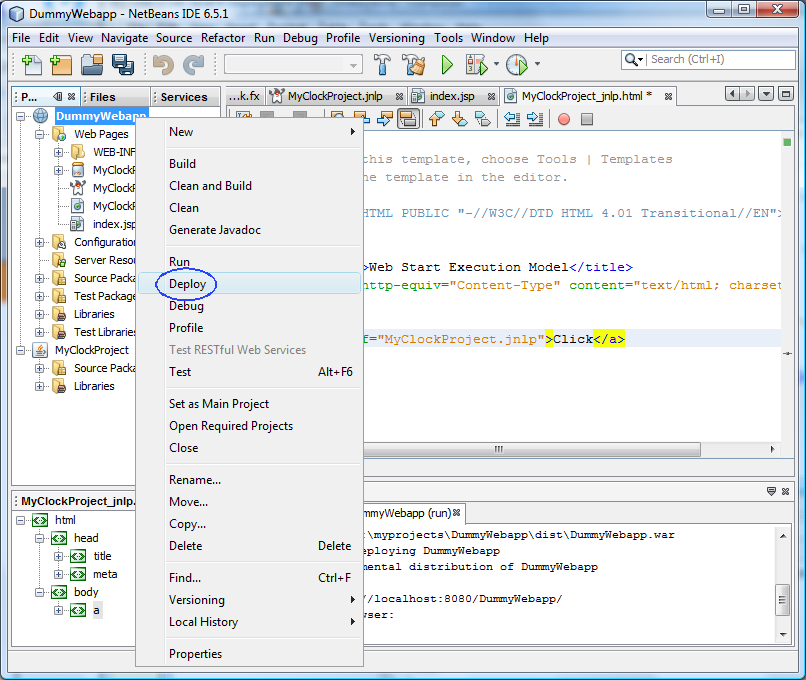 DummyWebapp - NetBeans IDE 6.5.1
File Edit View Navigate Source Refactor Run Debug Profile Versioning Tools Window Help
Search (Ctrl+I)
P... Files Services
...k.fx MyClockProject.jnlp index.jsp MyClockProject_jnlp.html *
DummyWebapp
Web Pages
WEB-INF
MyClockP
MyClockP
MyClockP
index.jsp
Configuration
Server Resou
Source Packa
Test Package
Libraries
Test Libraries
MyClockProject
Source Packa
Libraries
New
Build
Clean and Build
Clean
Generate Javadoc
Run
Deploy
Debug
Profile
Test RESTful Web Services
Test Alt+F6
Set as Main Project
Open Required Projects
Close
Rename...
Move...
Copy...
Delete Delete
Find... Ctrl+F
Versioning
Local History
Properties
this template, choose Tools | Templates
he template in the editor.
HTML PUBLIC "-//W3C//DTD HTML 4.01 Transitional//EN">
>Web Start Execution Model</title>
http-equiv="Content-Type" content="text/html; charset
f="MyClockProject.jnlp">Click</a>
MyClockProject_jnlp.
html
head
title
meta
body
a
mmyWebapp (run)
:\myprojects\DummyWebapp\dist\DummyWebapp.war
eploying DummyWebapp
mental distribution of DummyWebapp
//localhost:8080/DummyWebapp/
wser: